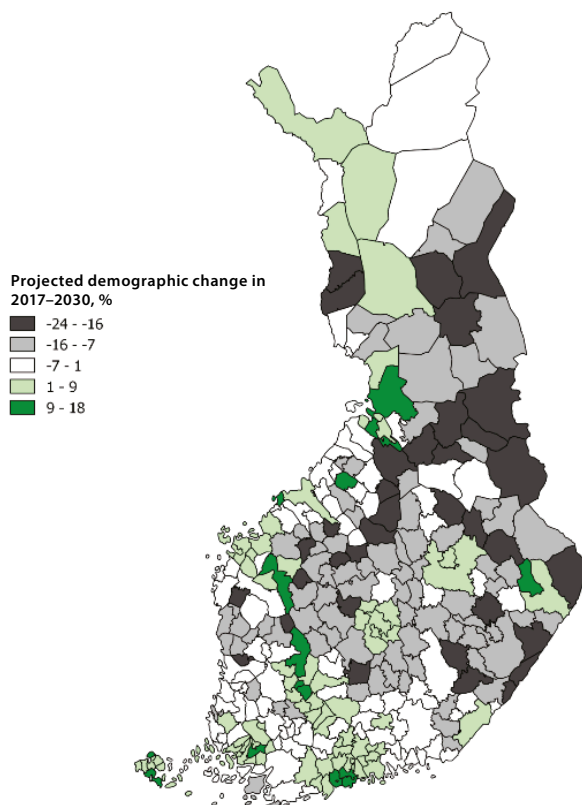 Projected demographic change in
2017–2030, %
-24 - -16
-16 - -7
-7 - 1
1 - 9
9 - 18